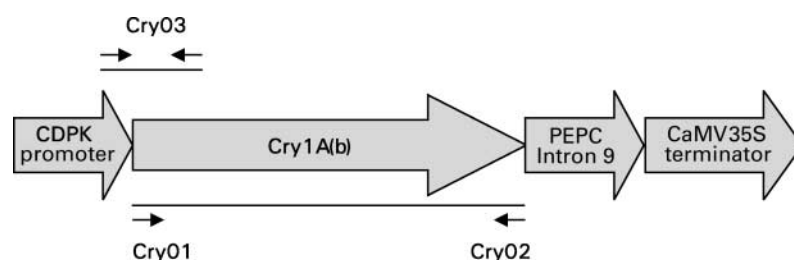 Cry03
CDPK
promoter
Cry1A(b)
PEPC
Intron 9
CaMV35S
terminator
Cry01
Cry02